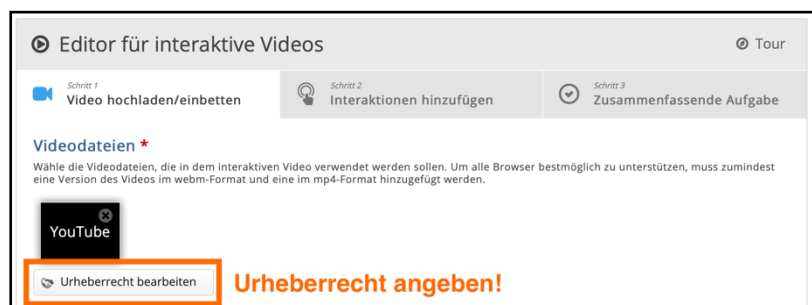 Editor für interaktive Videos
Tour
Schritt 1
Video hochladen/einbetten
Schritt 2
Interaktionen hinzufügen
Schritt 3
Zusammenfassende Aufgabe
Videodateien *
Wähle die Videodateien, die in dem interaktiven Video verwendet werden sollen. Um alle Browser bestmöglich zu unterstützen, muss zumindest
eine Version des Videos im webm-Format und eine im mp4-Format hinzugefügt werden.
YouTube
Urheberrecht bearbeiten
Urheberrecht angeben!